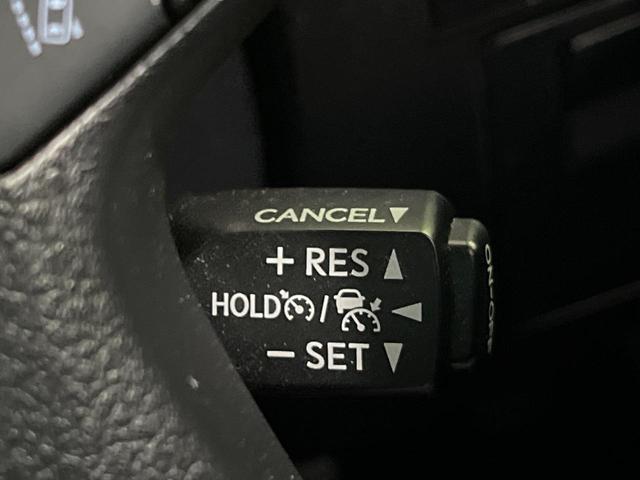 CANCEL▼
+ RES ▲
HOLD / ◀
− SET ▼
ON·OFF